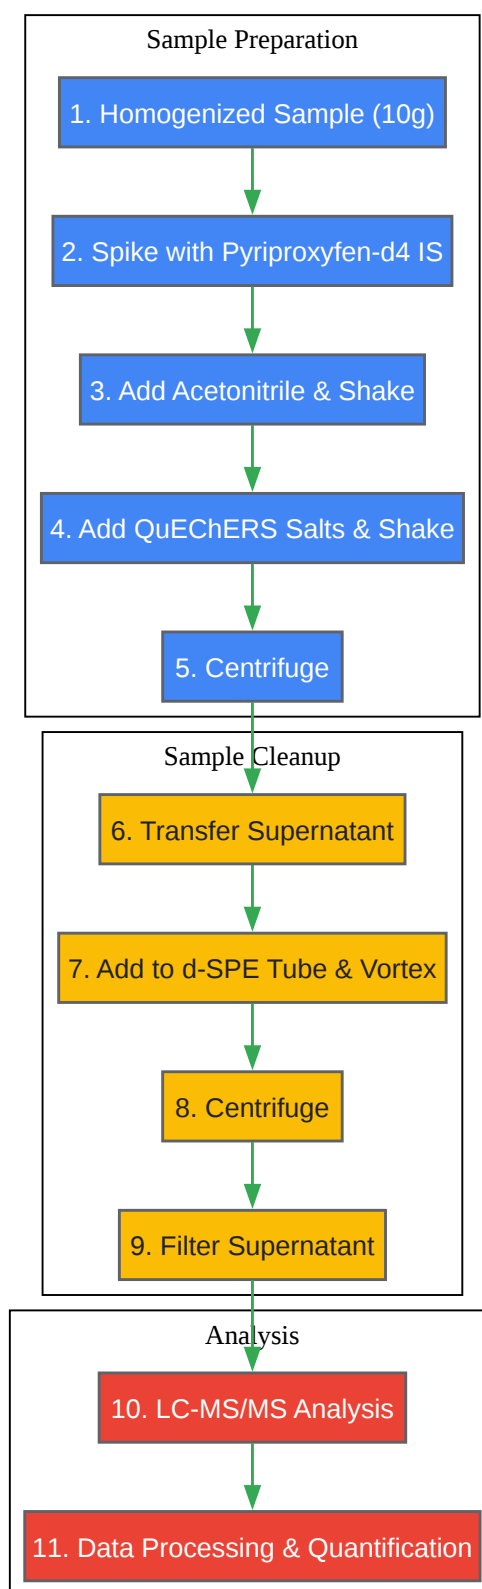 Sample Preparation
1. Homogenized Sample (10g)
2. Spike with Pyriproxyfen-d4 IS
3. Add Acetonitrile & Shake
4. Add QuEChERS Salts & Shake
5. Centrifuge
Sample Cleanup
6. Transfer Supernatant
7. Add to d-SPE Tube & Vortex
8. Centrifuge
9. Filter Supernatant
Analysis
10. LC-MS/MS Analysis
11. Data Processing & Quantification